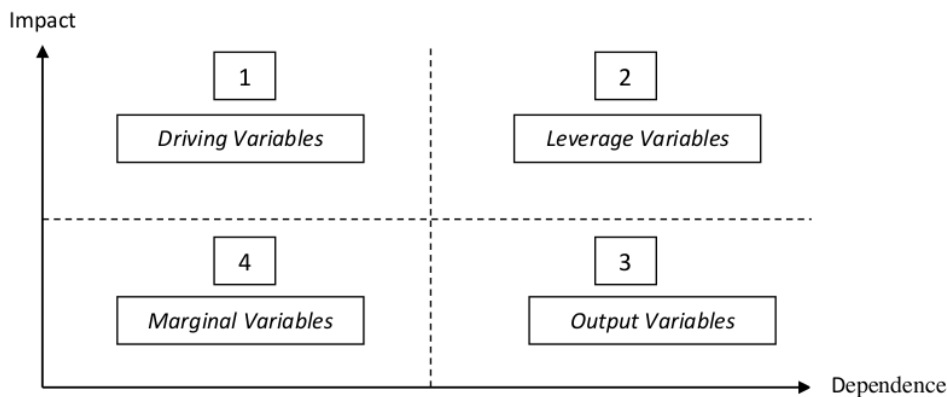 Impact
1
2
Driving Variables
Leverage Variables
4
3
Marginal Variables
Output Variables
Dependence